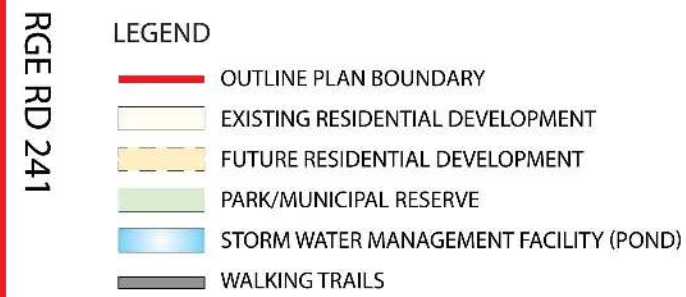 RGE RD 241
LEGEND
OUTLINE PLAN BOUNDARY
EXISTING RESIDENTIAL DEVELOPMENT
FUTURE RESIDENTIAL DEVELOPMENT
PARK/MUNICIPAL RESERVE
STORM WATER MANAGEMENT FACILITY (POND)
WALKING TRAILS